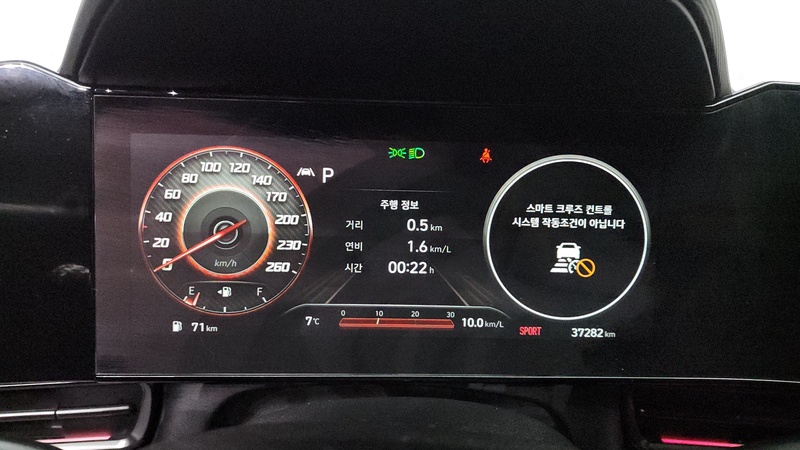 0
20
40
60
80
100
120
140
170
200
230
260
km/h
E
F
71 km
P
주행 정보
거리 0.5 km
연비 1.6 km/L
시간 00:22 h
0 10 20 30
7℃
10.0 km/L
스마트 크루즈 컨트롤
시스템 작동조건이 아닙니다
SPORT
37282 km